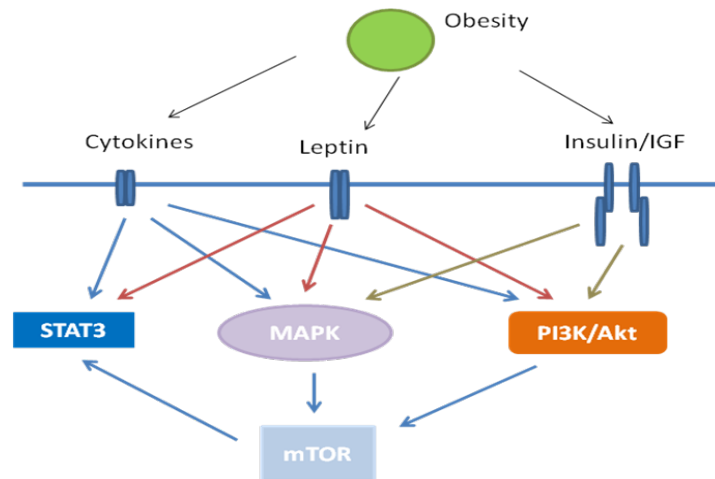 Obesity
Cytokines
Leptin
Insulin/IGF
STAT3
MAPK
PI3K/Akt
mTOR